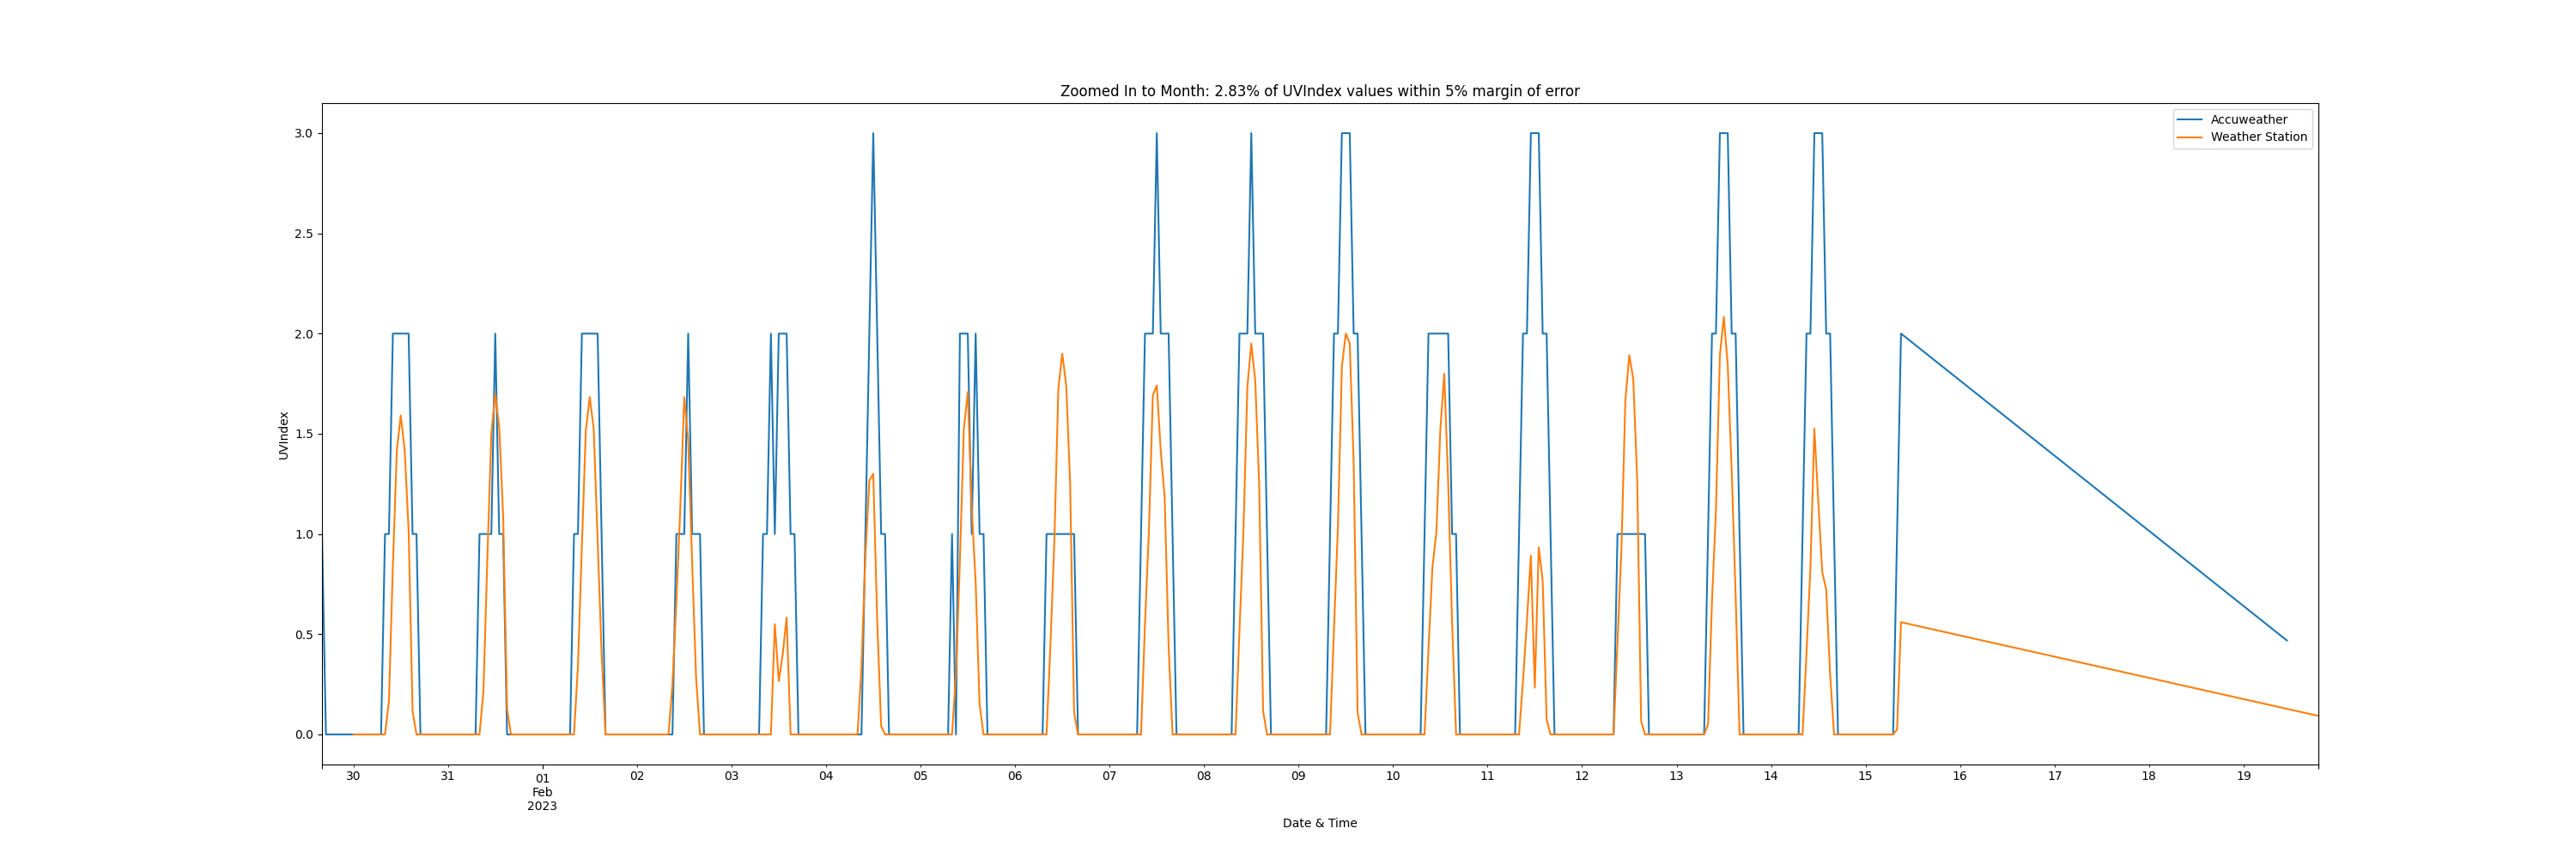 Zoomed In to Month: 2.83% of UVIndex values within 5% margin of error
Accuweather
Weather Station
3.0
2.5
2.0
1.5
1.0
0.5
0.0
UVIndex
30 31 01 02 03 04 05 06 07 08 09 10 11 12 13 14 15 16 17 18 19
Feb
2023
Date & Time